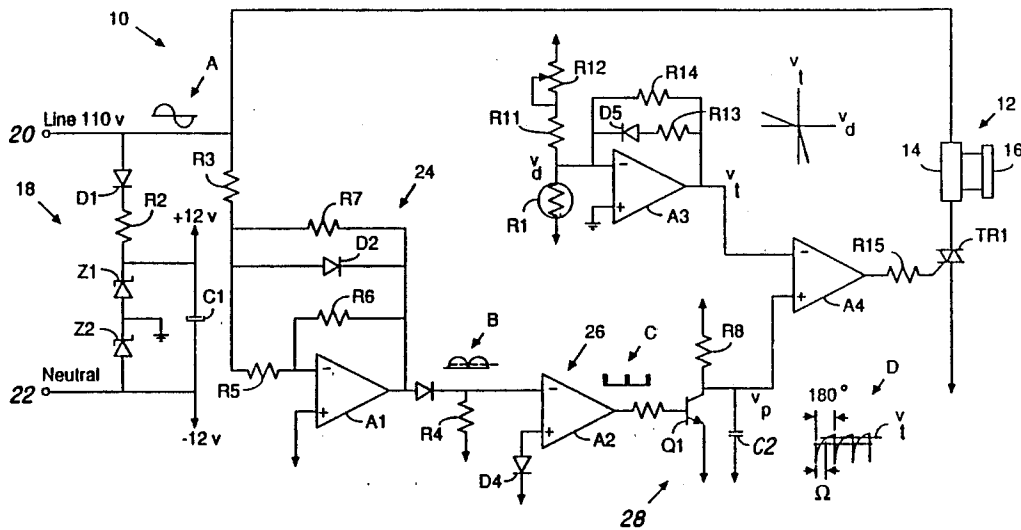 10
A
Line 110 v
20
R3
R12
R14
R11
D5
R13
v
t
v
d
12
14
16
18
D1
R2
+12 v
24
R7
D2
v
d
R1
A3
v
t
Z1
C1
R6
TR1
R15
Z2
B
26
C
R8
A4
Neutral
22
R5
A1
-12 v
R4
A2
D4
Q1
v
p
C2
180°
D
v
t
Ω
28